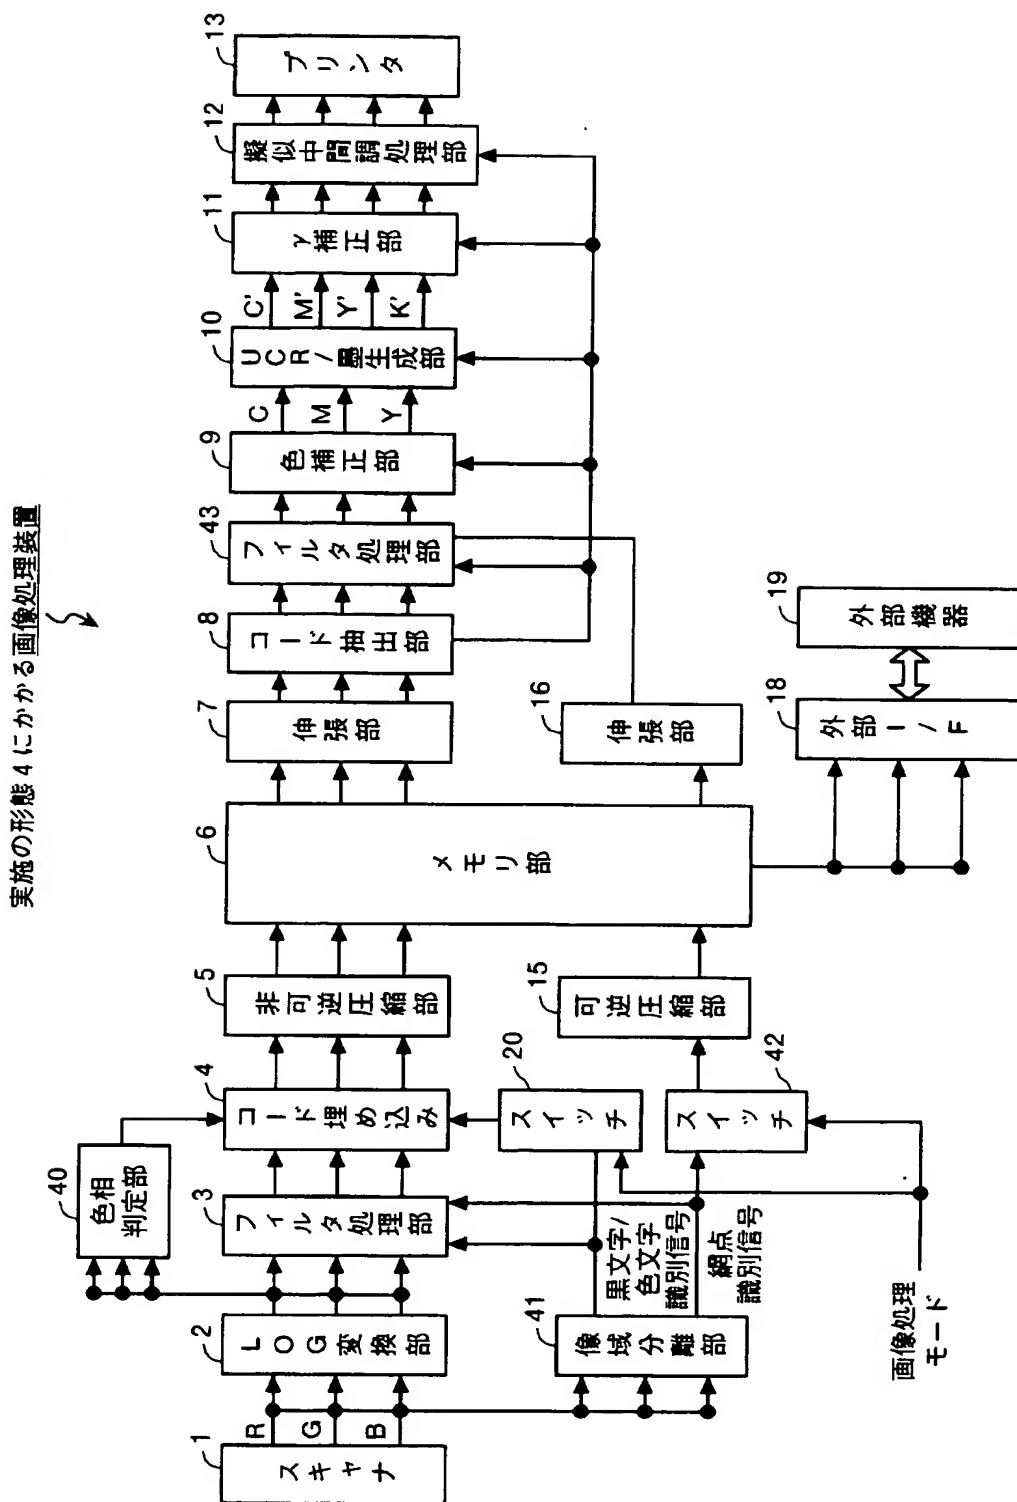 実施の形態4にかかる画像処理装置
1
スキャナ
R
G
B
2
LOG変換部
40
色相
判定部
3
フィルタ処理部
4
コード埋め込み
5
非可逆圧縮部
6
メモリ部
7
伸張部
8
コード抽出部
43
フィルタ処理部
9
色補正部
C
M
Y
10
UCR/墨生成部
C'
M'
Y'
K'
11
γ補正部
12
擬似中間調処理部
13
プリンタ
41
像域分離部
黒文字/
色文字
識別信号
網点
識別信号
20
スイッチ
42
スイッチ
15
可逆圧縮部
16
伸張部
18
外部I/F
19
外部機器
画像処理
モード